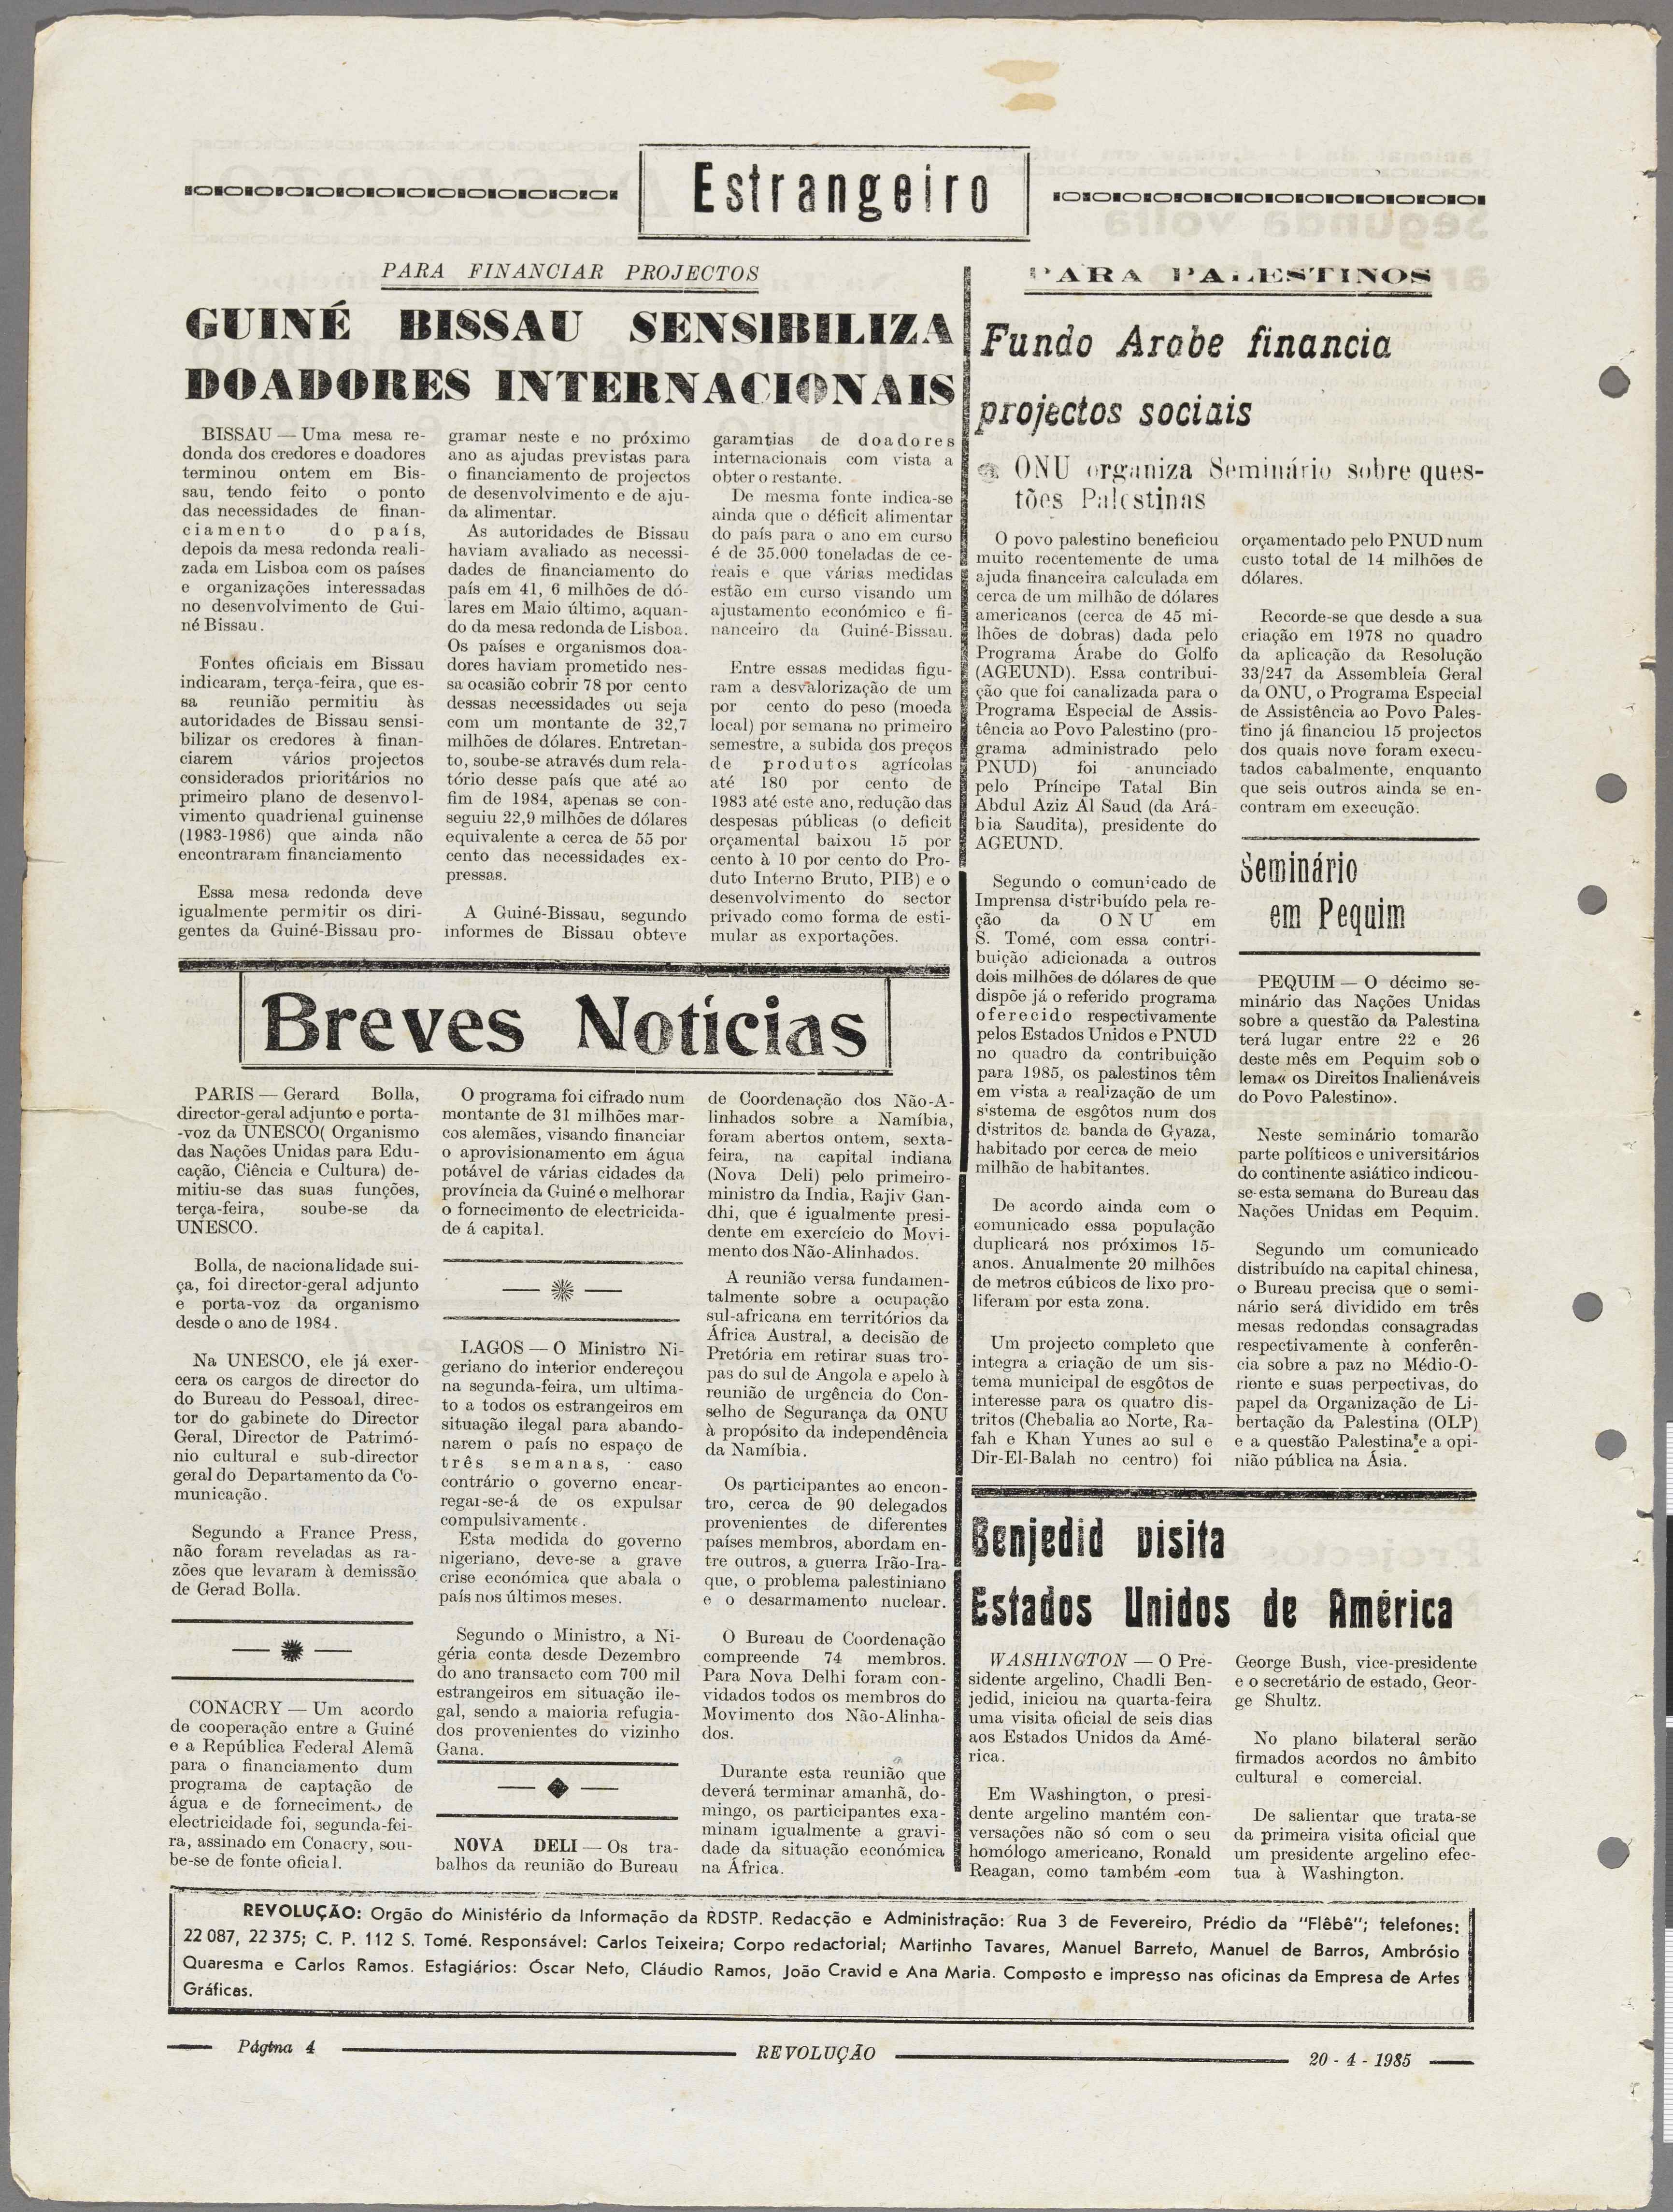 Estrangeiro
PARA FINANCIAR PROJECTOS
GUINÉ BISSAU SENSIBILIZA
DOADORES INTERNACIONAIS
BISSAU — Uma mesa re-
donda dos credores e doadores
terminou ontem em Bis-
sau, tendo feito o ponto
das necessidades de finan-
ciamento do país,
depois da mesa redonda reali-
zada em Lisboa com os países
e organizações interessadas
no desenvolvimento de Gui-
né Bissau.
Fontes oficiais em Bissau
indicaram, terça-feira, que es-
sa reunião permitiu às
autoridades de Bissau sensi-
bilizar os credores à finan-
ciarem vários projectos
considerados prioritários no
primeiro plano de desenvol-
vimento quadrienal guinense
(1983-1986) que ainda não
encontraram financiamento
Essa mesa redonda deve
igualmente permitir os diri-
gentes da Guiné-Bissau pro-
gramar neste e no próximo
ano as ajudas previstas para
o financiamento de projectos
de desenvolvimento e de aju-
da alimentar.
As autoridades de Bissau
haviam avaliado as necessi-
dades de financiamento do
país em 41, 6 milhões de dó-
lares em Maio último, aquan-
do da mesa redonda de Lisboa.
Os países e organismos doa-
dores haviam prometido nes-
sa ocasião cobrir 78 por cento
dessas necessidades ou seja
com um montante de 32,7
milhões de dólares. Entretan-
to, soube-se através dum rela-
tório desse país que até ao
fim de 1984, apenas se con-
seguiu 22,9 milhões de dólares
equivalente a cerca de 55 por
cento das necessidades ex-
pressas.
A Guiné-Bissau, segundo
informes de Bissau obteve
garamtias de doadores
internacionais com vista a
obter o restante.
De mesma fonte indica-se
ainda que o déficit alimentar
do país para o ano em curso
é de 35.000 toneladas de ce-
reais e que várias medidas
estão em curso visando um
ajustamento económico e fi-
nanceiro da Guiné-Bissau.
Entre essas medidas figu-
ram a desvalorização de um
por cento do peso (moeda
local) por semana no primeiro
semestre, a subida dos preços
de produtos agrícolas
até 180 por cento de
1983 até este ano, redução das
despesas públicas (o deficit
orçamental baixou 15 por
cento à 10 por cento do Pro-
duto Interno Bruto, PIB) e o
desenvolvimento do sector
privado como forma de esti-
mular as exportações.
PARA PALESTINOS
Fundo Arabe financia
projectos sociais
ONU organiza Seminário sobre ques-
tões Palestinas
O povo palestino beneficiou
muito recentemente de uma
ajuda financeira calculada em
cerca de um milhão de dólares
americanos (cerca de 45 mi-
lhões de dobras) dada pelo
Programa Árabe do Golfo
(AGEUND). Essa contribui-
ção que foi canalizada para o
Programa Especial de Assis-
tência ao Povo Palestino (pro-
grama administrado pelo
PNUD) foi anunciado
pelo Príncipe Tatal Bin
Abdul Aziz Al Saud (da Ará-
bia Saudita), presidente do
AGEUND.
Segundo o comunicado de
Imprensa distribuído pela re-
ção da ONU em
S. Tomé, com essa contri-
buição adicionada a outros
dois milhões de dólares de que
dispõe já o referido programa
oferecido respectivamente
pelos Estados Unidos e PNUD
no quadro da contribuição
para 1985, os palestinos têm
em vista a realização de um
sistema de esgôtos num dos
distritos da banda de Gyaza,
habitado por cerca de meio
milhão de habitantes.
De acordo ainda com o
comunicado essa população
duplicará nos próximos 15-
anos. Anualmente 20 milhões
de metros cúbicos de lixo pro-
liferam por esta zona.
Um projecto completo que
integra a criação de um sis-
tema municipal de esgôtos de
interesse para os quatro dis-
tritos (Chebalia ao Norte, Ra-
fah e Khan Yunes ao sul e
Dir-El-Balah no centro) foi
orçamentado pelo PNUD num
custo total de 14 milhões de
dólares.
Recorde-se que desde a sua
criação em 1978 no quadro
da aplicação da Resolução
33/247 da Assembleia Geral
da ONU, o Programa Especial
de Assistência ao Povo Pales-
tino já financiou 15 projectos
dos quais nove foram execu-
tados cabalmente, enquanto
que seis outros ainda se en-
contram em execução.
Seminário
em Pequim
PEQUIM — O décimo se-
minário das Nações Unidas
sobre a questão da Palestina
terá lugar entre 22 e 26
deste mês em Pequim sob o
lema« os Direitos Inalienáveis
do Povo Palestino».
Neste seminário tomarão
parte políticos e universitários
do continente asiático indicou-
se-esta semana do Bureau das
Nações Unidas em Pequim.
Segundo um comunicado
distribuído na capital chinesa,
o Bureau precisa que o semi-
nário será dividido em três
mesas redondas consagradas
respectivamente à conferên-
cia sobre a paz no Médio-O-
riente e suas perpectivas, do
papel da Organização de Li-
bertação da Palestina (OLP)
e a questão Palestina e a opi-
nião pública na Ásia.
Breves Notícias
PARIS — Gerard Bolla,
director-geral adjunto e porta-
-voz da UNESCO( Organismo
das Nações Unidas para Edu-
cação, Ciência e Cultura) de-
mitiu-se das suas funções,
terça-feira, soube-se da
UNESCO.
Bolla, de nacionalidade sui-
ça, foi director-geral adjunto
e porta-voz da organismo
desde o ano de 1984.
Na UNESCO, ele já exer-
cera os cargos de director do
do Bureau do Pessoal, direc-
tor do gabinete do Director
Geral, Director de Patrimó-
nio cultural e sub-director
geral do Departamento da Co-
municação.
Segundo a France Press,
não foram reveladas as ra-
zões que levaram à demissão
de Gerad Bolla.
CONACRY — Um acordo
de cooperação entre a Guiné
e a República Federal Alemã
para o financiamento dum
programa de captação de
água e de fornecimento de
electricidade foi, segunda-fei-
ra, assinado em Conacry, sou-
be-se de fonte oficial.
O programa foi cifrado num
montante de 31 milhões mar-
cos alemães, visando financiar
o aprovisionamento em água
potável de várias cidades da
província da Guiné e melhorar
o fornecimento de electricida-
de á capital.
LAGOS — O Ministro Ni-
geriano do interior endereçou
na segunda-feira, um ultima-
to a todos os estrangeiros em
situação ilegal para abando-
narem o país no espaço de
três semanas, caso
contrário o governo encar-
regar-se-á de os expulsar
compulsivamente.
Esta medida do governo
nigeriano, deve-se a grave
crise económica que abala o
país nos últimos meses.
Segundo o Ministro, a Ni-
géria conta desde Dezembro
do ano transacto com 700 mil
estrangeiros em situação ile-
gal, sendo a maioria refugia-
dos provenientes do vizinho
Gana.
NOVA DELI — Os tra-
balhos da reunião do Bureau
de Coordenação dos Não-A-
linhados sobre a Namíbia,
foram abertos ontem, sexta-
feira, na capital indiana
(Nova Deli) pelo primeiro-
ministro da India, Rajiv Gan-
dhi, que é igualmente presi-
dente em exercício do Movi-
mento dos Não-Alinhados.
A reunião versa fundamen-
talmente sobre a ocupação
sul-africana em territórios da
África Austral, a decisão de
Pretória em retirar suas tro-
pas do sul de Angola e apelo à
reunião de urgência do Con-
selho de Segurança da ONU
à propósito da independência
da Namíbia.
Os participantes ao encon-
tro, cerca de 90 delegados
provenientes de diferentes
países membros, abordam en-
tre outros, a guerra Irão-Ira-
que, o problema palestiniano
e o desarmamento nuclear.
O Bureau de Coordenação
compreende 74 membros.
Para Nova Delhi foram con-
vidados todos os membros do
Movimento dos Não-Alinha-
dos.
Durante esta reunião que
deverá terminar amanhã, do-
mingo, os participantes exa-
minam igualmente a gravi-
dade da situação económica
na África.
Benjedid visita
Estados Unidos de América
WASHINGTON — O Pre-
sidente argelino, Chadli Ben-
jedid, iniciou na quarta-feira
uma visita oficial de seis dias
aos Estados Unidos da Amé-
rica.
Em Washington, o presi-
dente argelino mantém con-
versações não só com o seu
homólogo americano, Ronald
Reagan, como também com
George Bush, vice-presidente
e o secretário de estado, Geor-
ge Shultz.
No plano bilateral serão
firmados acordos no âmbito
cultural e comercial.
De salientar que trata-se
da primeira visita oficial que
um presidente argelino efec-
tua à Washington.
REVOLUÇÃO: Orgão do Ministério da Informação da RDSTP. Redacção e Administração: Rua 3 de Fevereiro, Prédio da "Flêbê"; telefones:
22 087, 22 375; C. P. 112 S. Tomé. Responsável: Carlos Teixeira; Corpo redactorial; Martinho Tavares, Manuel Barreto, Manuel de Barros, Ambrósio
Quaresma e Carlos Ramos. Estagiários: Óscar Neto, Cláudio Ramos, João Cravid e Ana Maria. Composto e impresso nas oficinas da Empresa de Artes
Gráficas.
Página 4
REVOLUÇÃO
20 - 4 - 1985